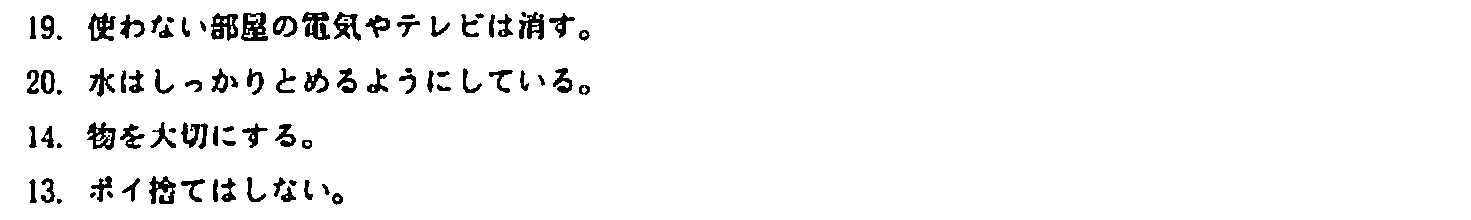 19. 使わない部屋の電気やテレビは消す。
20. 水はしっかりとめるようにしている。
14. 物を大切にする。
13. ポイ捨てはしない。